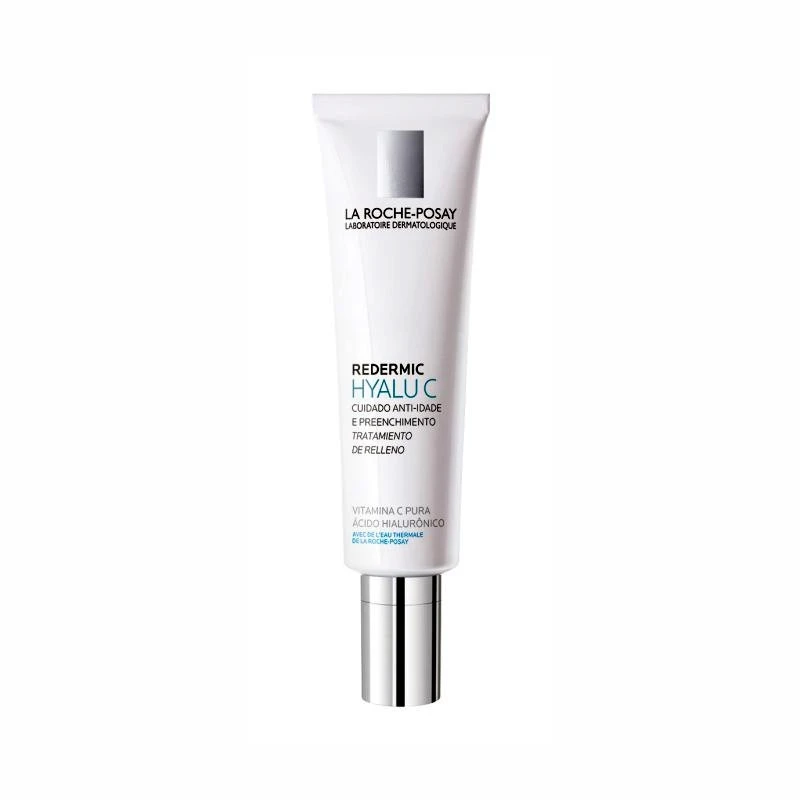 LA ROCHE-POSAY
LABORATOIRE DERMATOLOGIQUE
REDERMIC
HYALU C
CUIDADO ANTI-IDADE
E PREENCHIMENTO
TRATAMIENTO
DE RELLENO
VITAMINA C PURA
ÁCIDO HIALURÔNICO
AVEC DE L'EAU THERMALE
DE LA ROCHE-POSAY